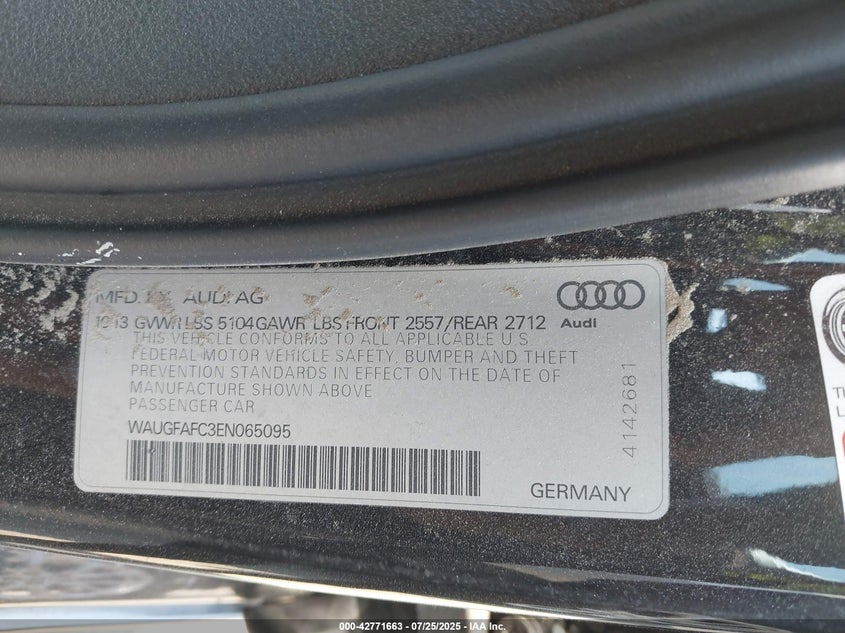 MFD. BY AUDI AG
Audi
10 13 GVWR LBS 5104 GAWR LBS FRONT 2557/REAR 2712
THIS VEHICLE CONFORMS TO ALL APPLICABLE U.S.
FEDERAL MOTOR VEHICLE SAFETY, BUMPER AND THEFT
PREVENTION STANDARDS IN EFFECT ON THE DATE OF
MANUFACTURE SHOWN ABOVE
PASSENGER CAR
WAUGFAFC3EN065095
4142681
GERMANY
000-42771663 - 07/25/2025 - IAA Inc.